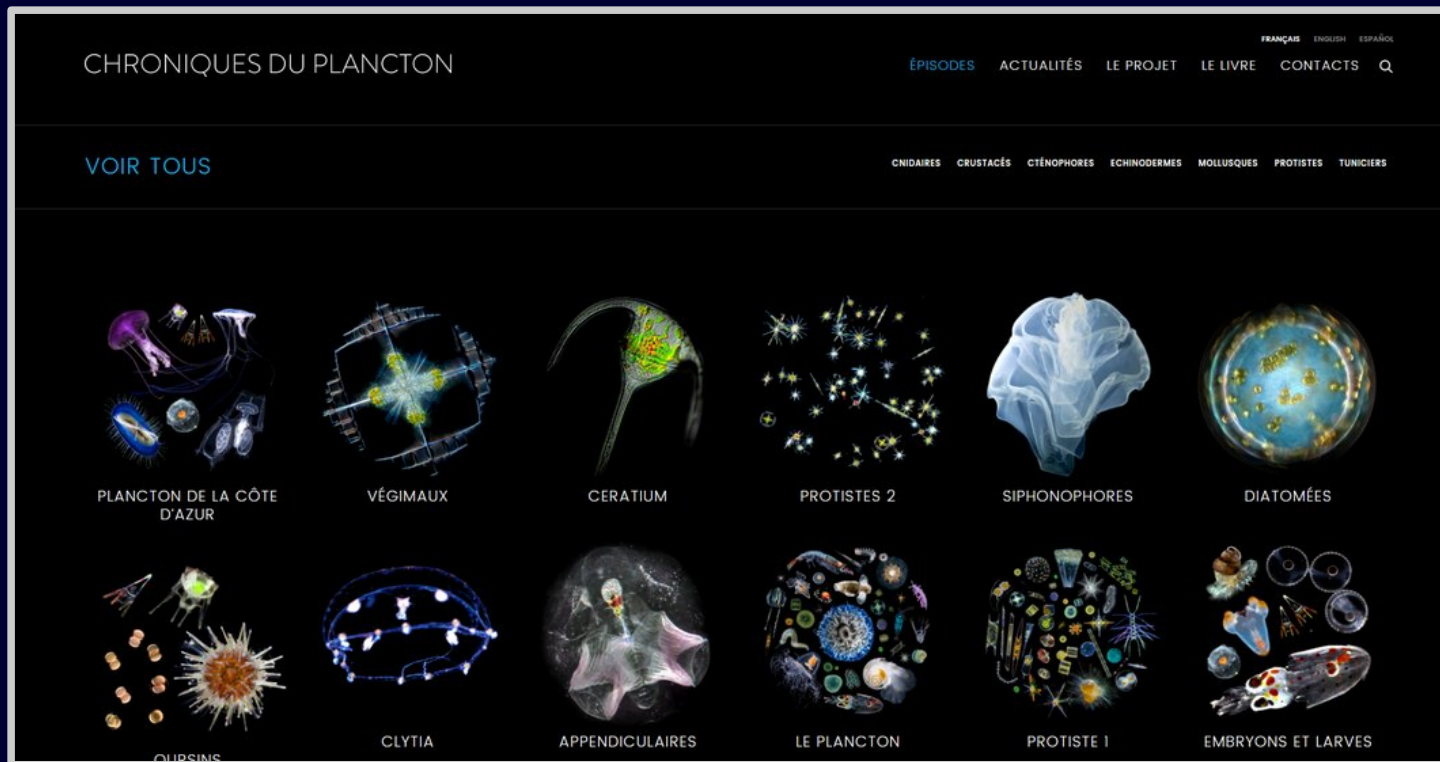 FRANÇAIS ENGLISH ESPAÑOL
CHRONIQUES DU PLANCTON
ÉPISODES ACTUALITÉS LE PROJET LE LIVRE CONTACTS
VOIR TOUS
CNIDAIRES CRUSTACÉS CTÉNOPHORES ECHINODERMES MOLLUSQUES PROTISTES TUNICIERS
PLANCTON DE LA CÔTE
D'AZUR
VÉGIMAUX
CERATIUM
PROTISTES 2
SIPHONOPHORES
DIATOMÉES
OURSINS
CLYTIA
APPENDICULAIRES
LE PLANCTON
PROTISTE 1
EMBRYONS ET LARVES